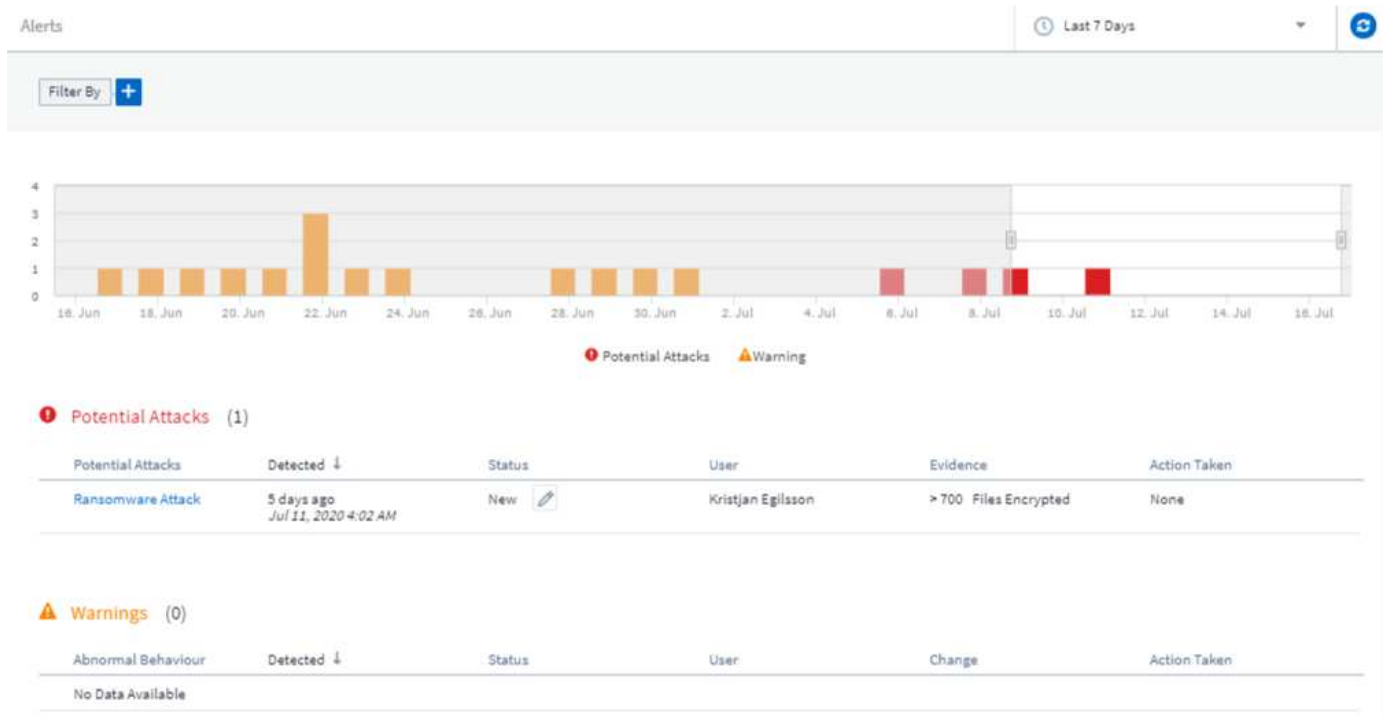 Alerts
Last 7 Days
Filter By +
4
3
2
1
0
16. Jun 18. Jun 20. Jun 22. Jun 24. Jun 26. Jun 28. Jun 30. Jun 2. Jul 4. Jul 6. Jul 8. Jul 10. Jul 12. Jul 14. Jul 16. Jul
Potential Attacks Warning
Potential Attacks (1)
Potential Attacks Detected ↓ Status User Evidence Action Taken
Ransomware Attack 5 days ago New Kristjan Egilsson > 700 Files Encrypted None
Jul 11, 2020 4:02 AM
Warnings (0)
Abnormal Behaviour Detected ↓ Status User Change Action Taken
No Data Available